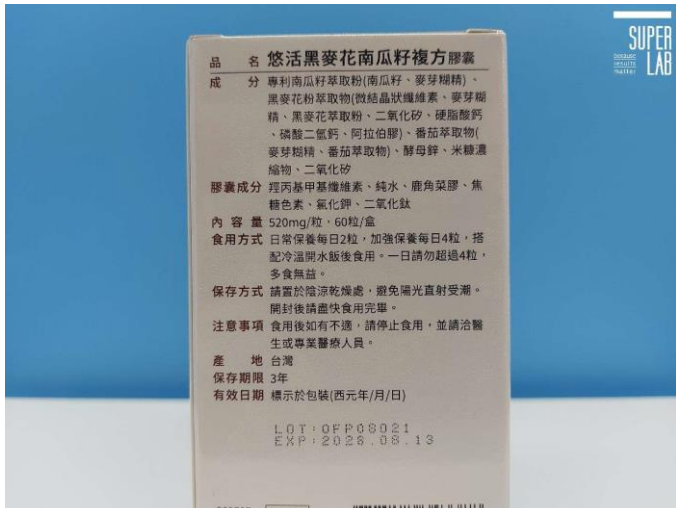 SUPER LAB
because results matter
品名 悠活黑麥花南瓜籽複方膠囊
成分 專利南瓜籽萃取粉(南瓜籽、麥芽糊精)、
黑麥花粉萃取物(微結晶狀纖維素、麥芽糊
精、黑麥花萃取粉、二氧化矽、硬脂酸鈣
、磷酸二氫鈣、阿拉伯膠)、番茄萃取物(
麥芽糊精、番茄萃取物)、酵母鋅、米糠濃
縮物、二氧化矽
膠囊成分 羥丙基甲基纖維素、純水、鹿角菜膠、焦
糖色素、氯化鉀、二氧化鈦
內容量 520mg/粒，60粒/盒
食用方式 日常保養每日2粒，加強保養每日4粒，搭
配冷溫開水飯後食用。一日請勿超過4粒，
多食無益。
保存方式 請置於陰涼乾燥處，避免陽光直射受潮。
開封後請盡快食用完畢。
注意事項 食用後如有不適，請停止食用，並請洽醫
生或專業醫療人員。
產地 台灣
保存期限 3年
有效日期 標示於包裝(西元年/月/日)
LOT:OFP08021
EXP:2028.08.13